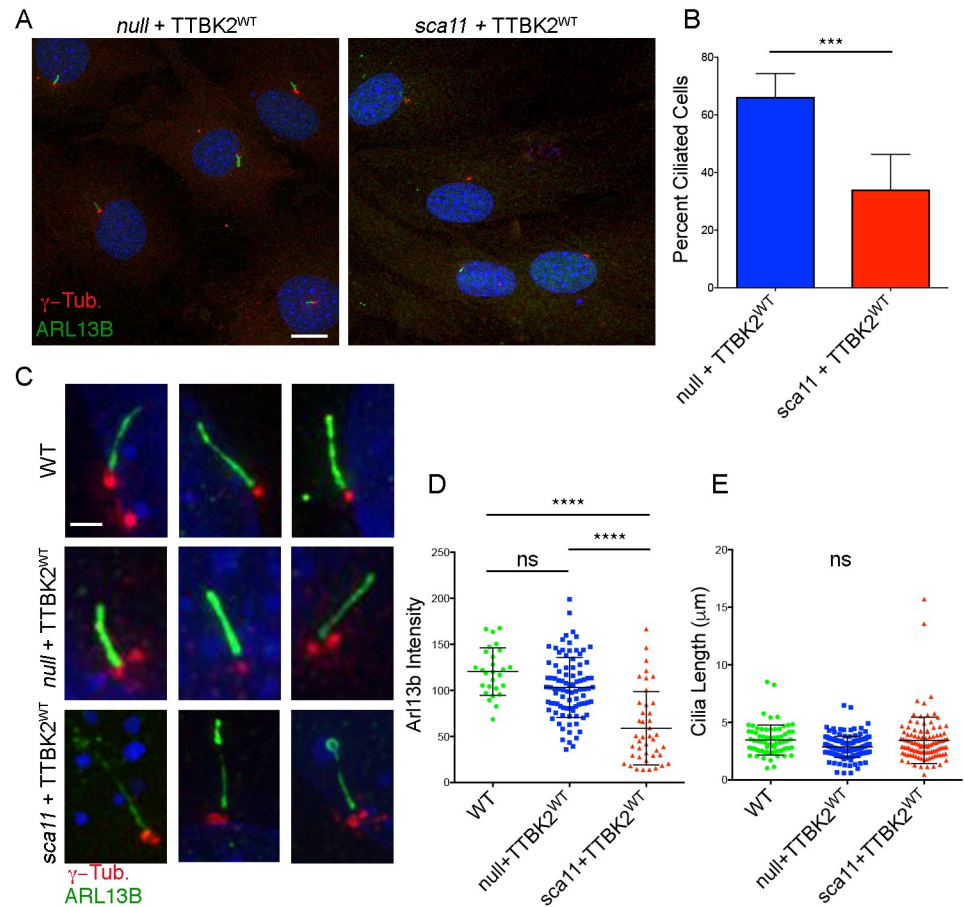 A
null + TTBK2WT
sca11 + TTBK2WT
γ–Tub.
ARL13B
B
***
Percent Ciliated Cells
80
60
40
20
0
null + TTBK2WT
sca11 + TTBK2WT
C
WT
null + TTBK2WT
sca11 + TTBK2WT
γ–Tub.
ARL13B
D
****
ns
****
Arl13b Intensity
250
200
150
100
50
0
WT
null+TTBK2WT
sca11+TTBK2WT
E
ns
Cilia Length (μm)
20
15
10
5
0
WT
null+TTBK2WT
sca11+TTBK2WT